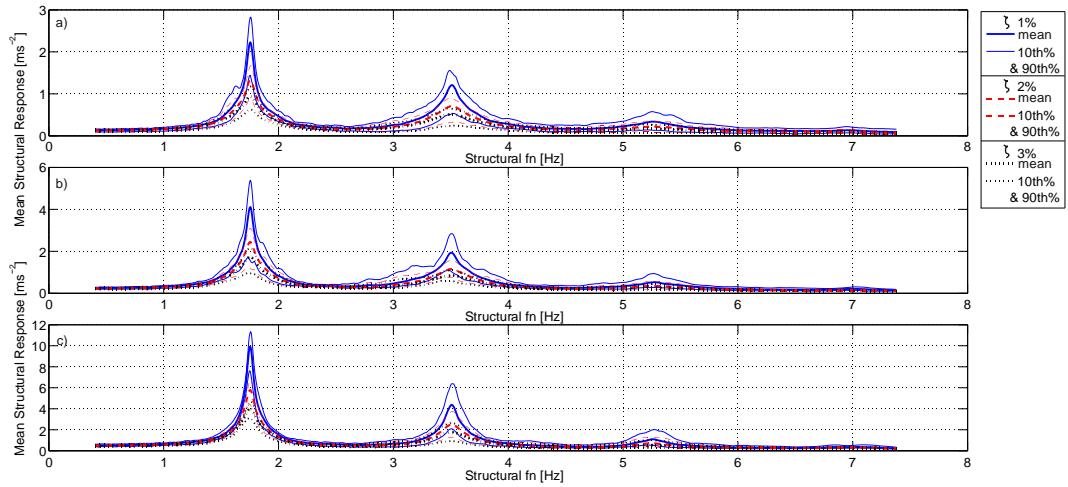 a)
3
2
1
0
0 1 2 3 4 5 6 7 8
Structural fn [Hz]
b)
6
4
2
0
0 1 2 3 4 5 6 7 8
Structural fn [Hz]
c)
12
10
8
6
4
2
0
0 1 2 3 4 5 6 7 8
Structural fn [Hz]
Mean Structural Response [ms⁻²]
Mean Structural Response [ms⁻²]
ζ 1%
mean
10th%
& 90th%
ζ 2%
mean
10th%
& 90th%
ζ 3%
mean
10th%
& 90th%